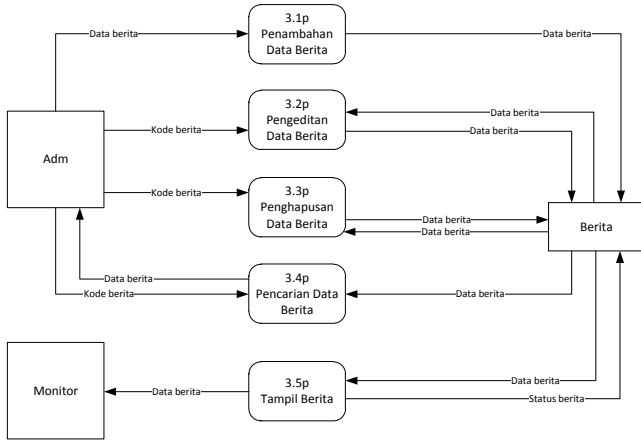 3.1p
Penambahan
Data Berita
Data berita
Data berita
3.2p
Pengeditan
Data Berita
Data berita
Kode berita
Data berita
Adm
3.3p
Penghapusan
Data Berita
Kode berita
Data berita
Data berita
Berita
3.4p
Pencarian Data
Berita
Data berita
Kode berita
Data berita
Monitor
3.5p
Tampil Berita
Data berita
Data berita
Status berita